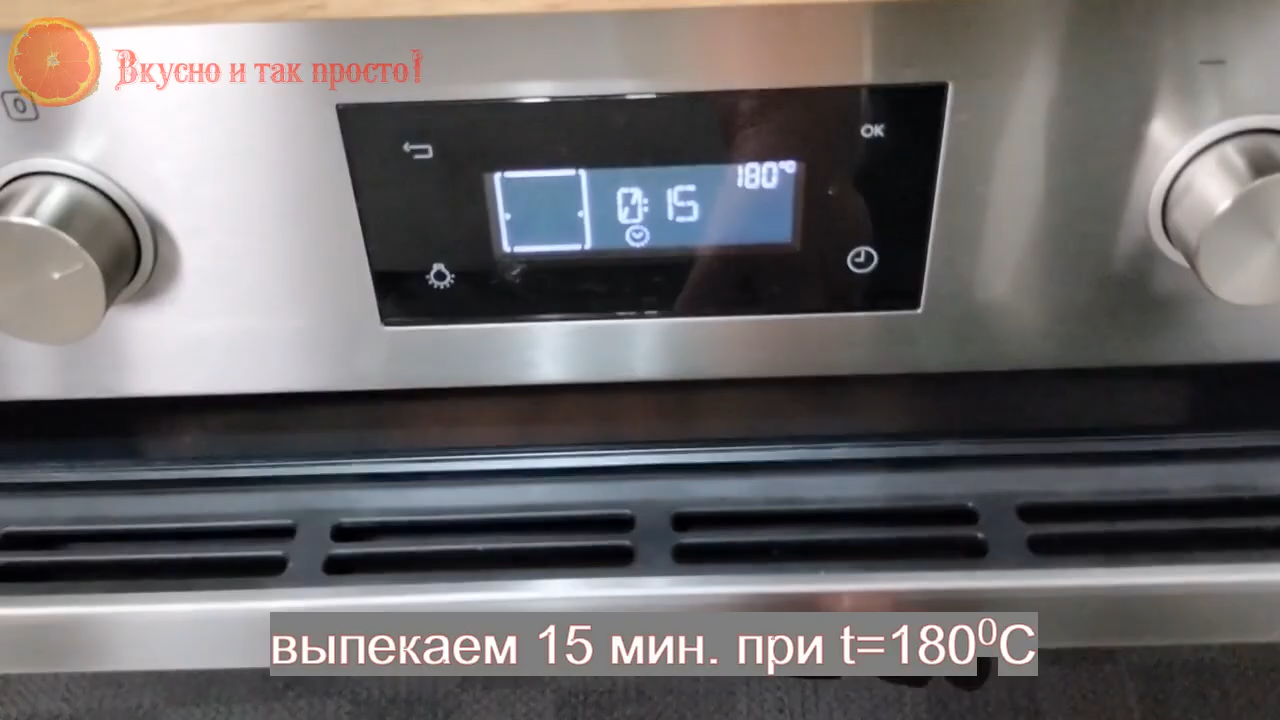 Вкусно и так просто!
OK
180°C
0:15
выпекаем 15 мин. при t=180⁰C